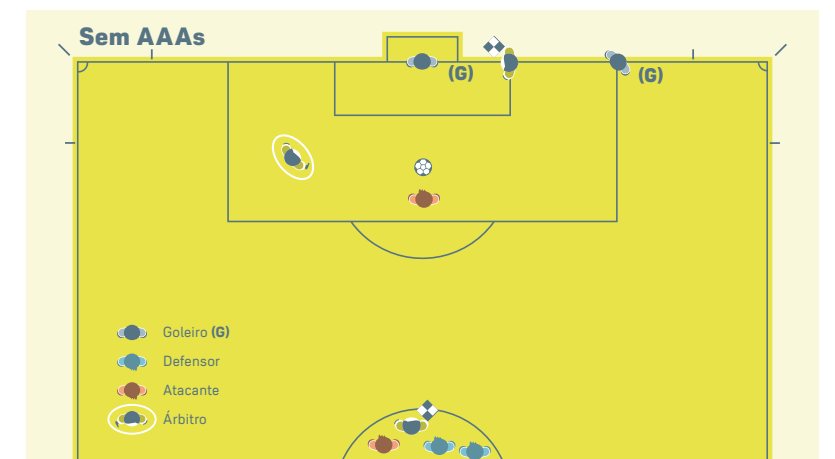 Sem AAAs
(G)
(G)
Goleiro (G)
Defensor
Atacante
Árbitro